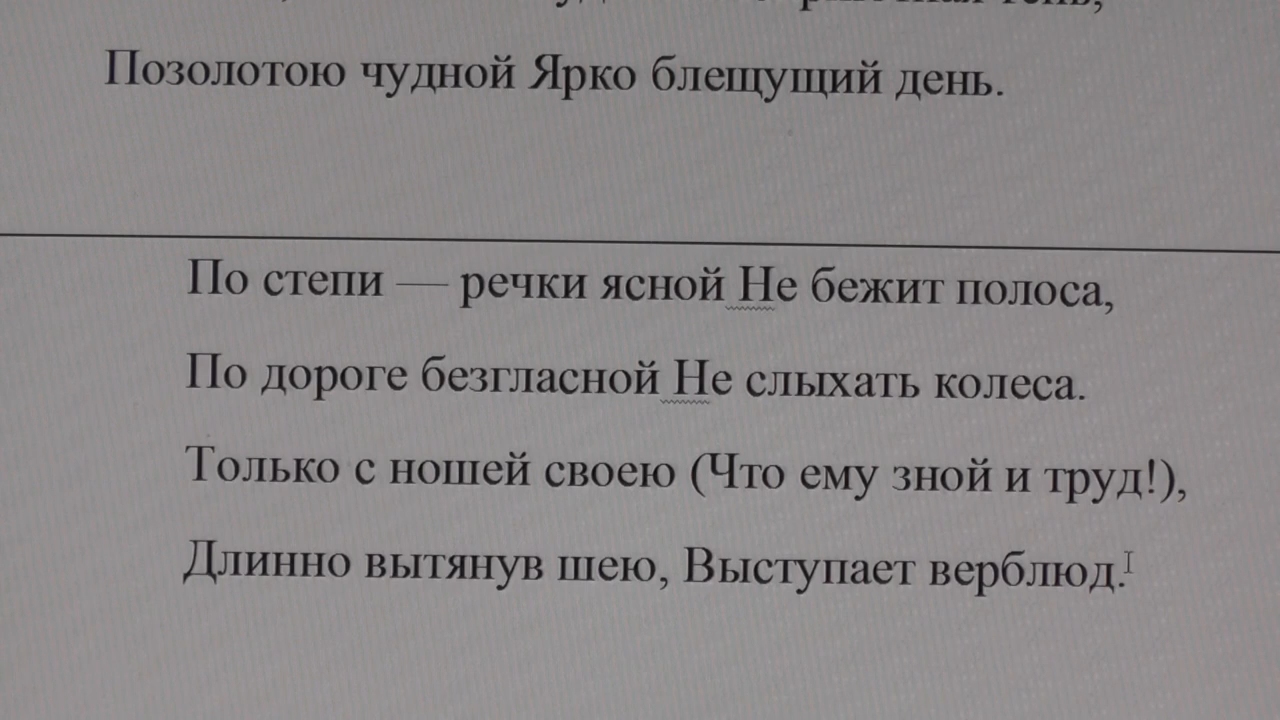 Позолотою чудной Ярко блещущий день.
По степи — речки ясной Не бежит полоса,
По дороге безгласной Не слыхать колеса.
Только с ношей своею (Что ему зной и труд!),
Длинно вытянув шею, Выступает верблюд.